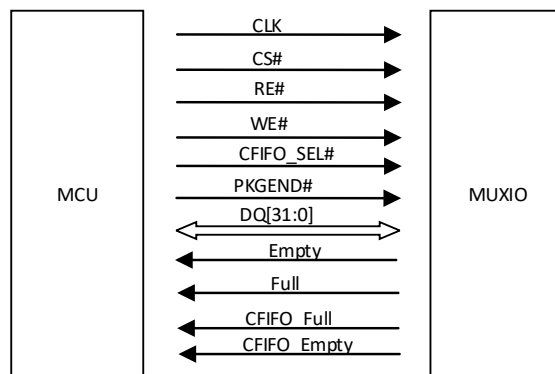 CLK
CS#
RE#
WE#
CFIFO_SEL#
PKGEND#
MCU
MUXIO
DQ[31:0]
Empty
Full
CFIFO_Full
CFIFO_Empty